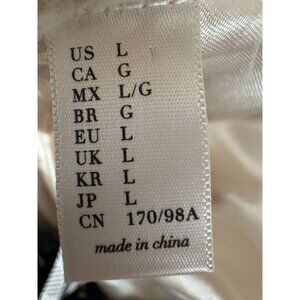 US L
CA G
MX L/G
BR G
EU L
UK L
KR L
JP L
CN 170/98A
made in china